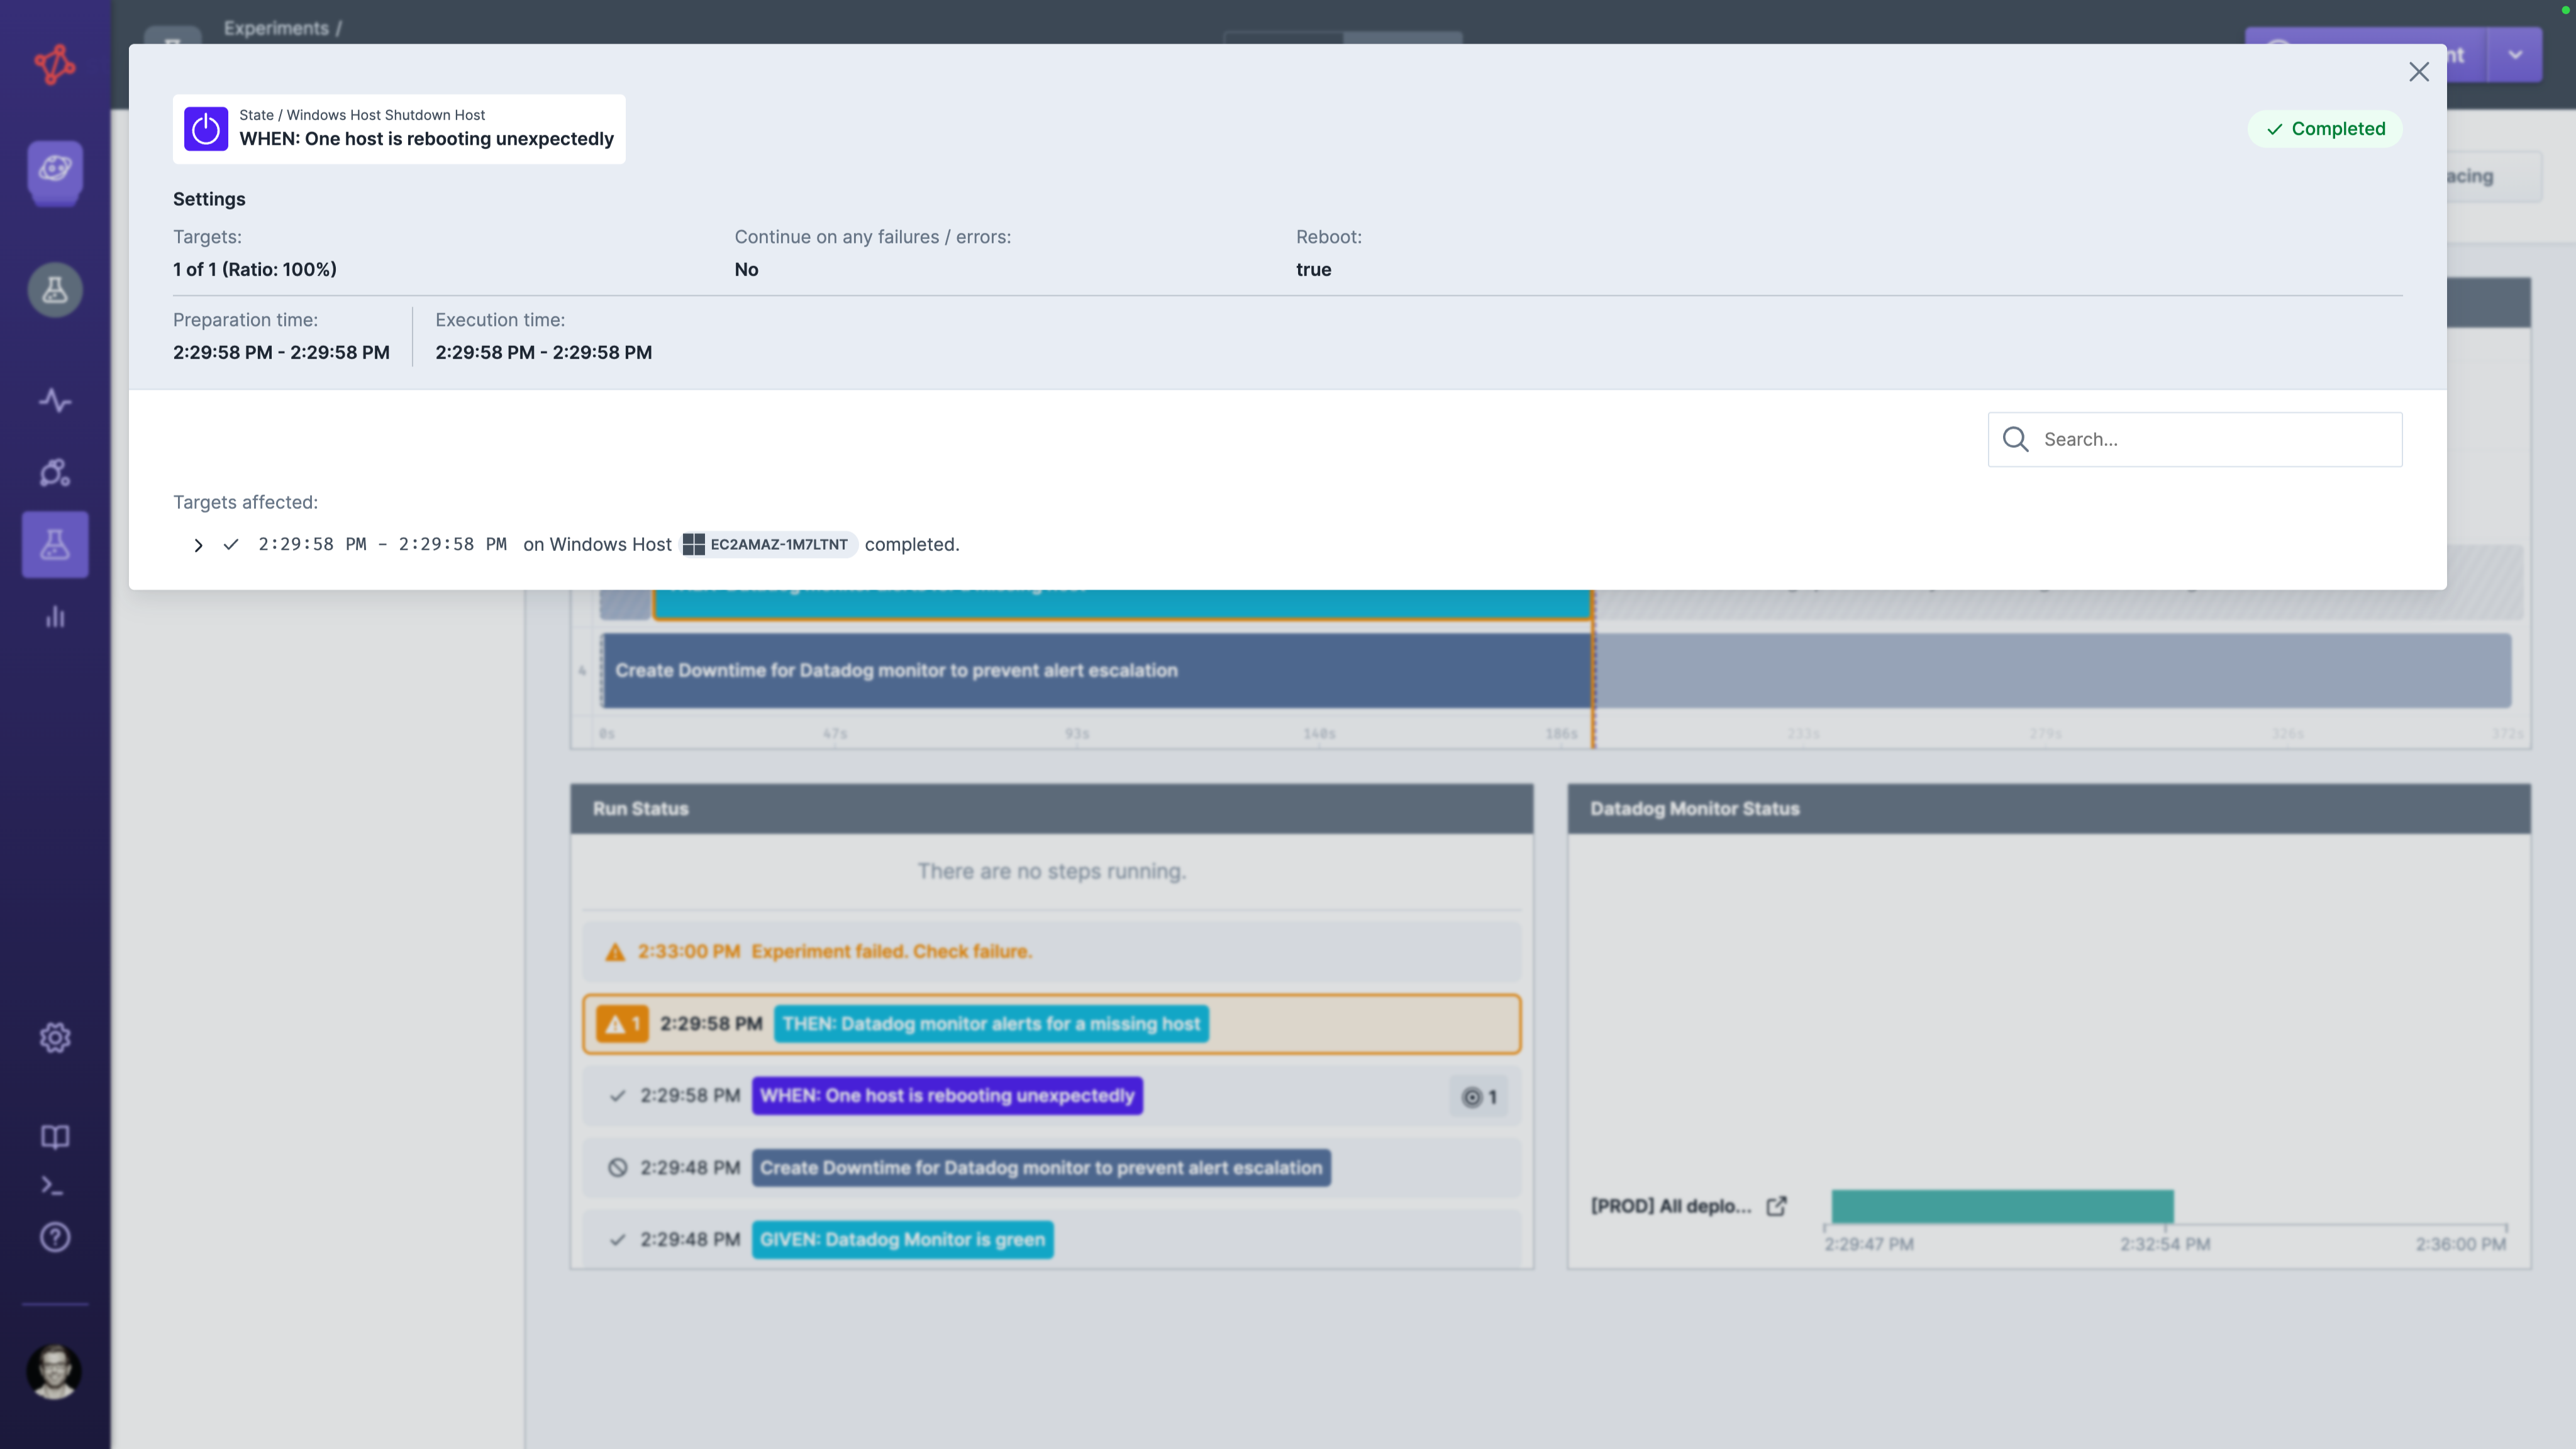 Experiments /
nt
State / Windows Host Shutdown Host
WHEN: One host is rebooting unexpectedly
Completed
acing
Settings
Targets:
1 of 1 (Ratio: 100%)
Continue on any failures / errors:
No
Reboot:
true
Preparation time:
2:29:58 PM - 2:29:58 PM
Execution time:
2:29:58 PM - 2:29:58 PM
Search...
Targets affected:
2:29:58 PM - 2:29:58 PM on Windows Host EC2AMAZ-1M7LTNT completed.
4 Create Downtime for Datadog monitor to prevent alert escalation
0s 47s 93s 140s 186s 233s 279s 326s 372s
Run Status
There are no steps running.
2:33:00 PM Experiment failed. Check failure.
1 2:29:58 PM THEN: Datadog monitor alerts for a missing host
2:29:58 PM WHEN: One host is rebooting unexpectedly 1
2:29:48 PM Create Downtime for Datadog monitor to prevent alert escalation
2:29:48 PM GIVEN: Datadog Monitor is green
Datadog Monitor Status
[PROD] All deplo...
2:29:47 PM 2:32:54 PM 2:36:00 PM